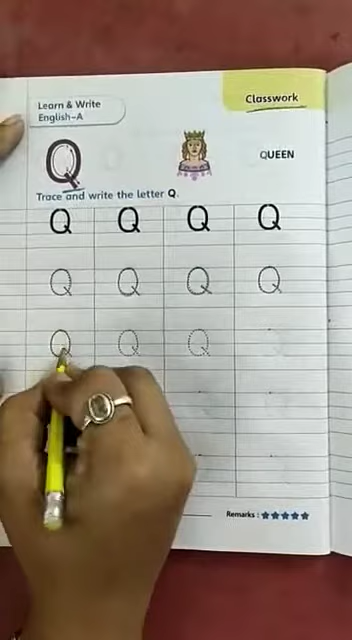 Learn & Write
English-A
Classwork
Q
QUEEN
Trace and write the letter Q.
Q Q Q Q
Q Q Q Q
Q Q Q
Remarks :